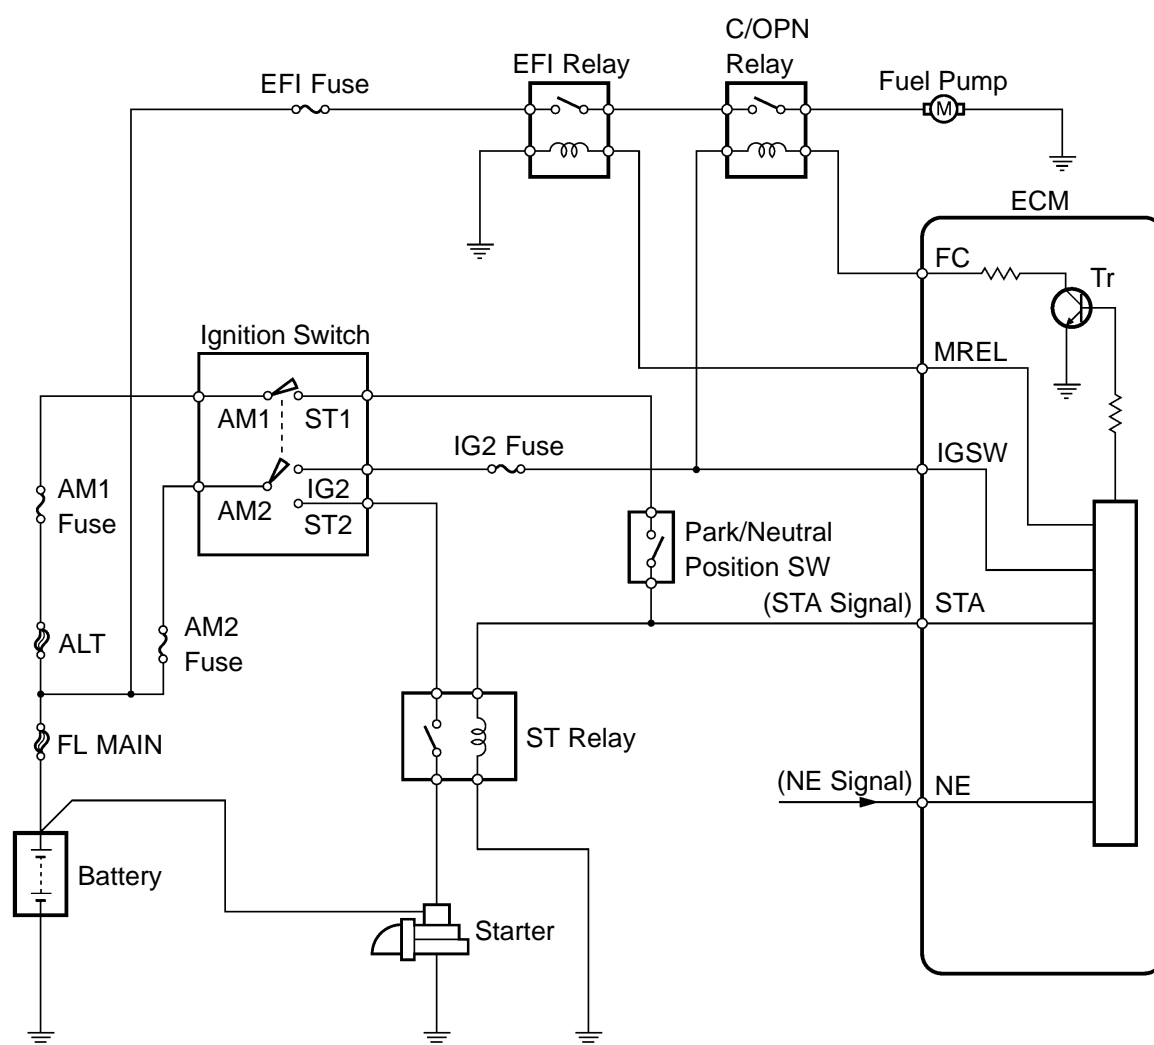 C/OPN
Relay
EFI Relay
EFI Fuse
Fuel Pump
M
ECM
FC
Tr
Ignition Switch
MREL
AM1
ST1
IG2 Fuse
IGSW
AM1
Fuse
IG2
AM2
ST2
Park/Neutral
Position SW
(STA Signal)
STA
ALT
AM2
Fuse
FL MAIN
ST Relay
(NE Signal)
NE
Battery
Starter